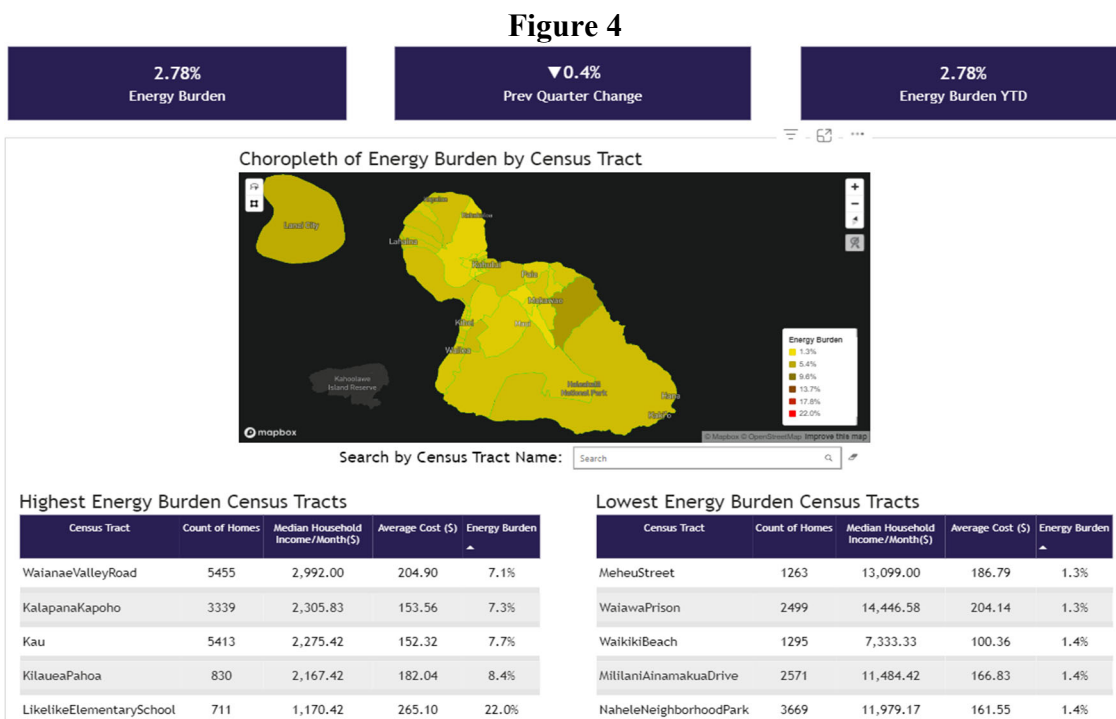 Figure 4
2.78%
Energy Burden
▼0.4%
Prev Quarter Change
2.78%
Energy Burden YTD
Choropleth of Energy Burden by Census Tract
Lanai City
Lahaina
Kahului
Paia
Makawao
Kihei
Maui
Wailea
Haleakalā
National Park
Hana
Kipahulu
Kahoolawe
Island Reserve
Energy Burden
1.3%
5.4%
9.6%
13.7%
17.8%
22.0%
mapbox
© Mapbox © OpenStreetMap Improve this map
Search by Census Tract Name: Search
Highest Energy Burden Census Tracts
Census Tract Count of Homes Median Household Income/Month($) Average Cost ($) Energy Burden
WaianaeValleyRoad 5455 2,992.00 204.90 7.1%
KalapanaKapoho 3339 2,305.83 153.56 7.3%
Kau 5413 2,275.42 152.32 7.7%
KilaueaPahoa 830 2,167.42 182.04 8.4%
LikelikeElementarySchool 711 1,170.42 265.10 22.0%
Lowest Energy Burden Census Tracts
Census Tract Count of Homes Median Household Income/Month($) Average Cost ($) Energy Burden
MeheuStreet 1263 13,099.00 186.79 1.3%
WaiawaPrison 2499 14,446.58 204.14 1.3%
WaikikiBeach 1295 7,333.33 100.36 1.4%
MililaniAinamakuaDrive 2571 11,484.42 166.83 1.4%
NaheleNeighborhoodPark 3669 11,979.17 161.55 1.4%